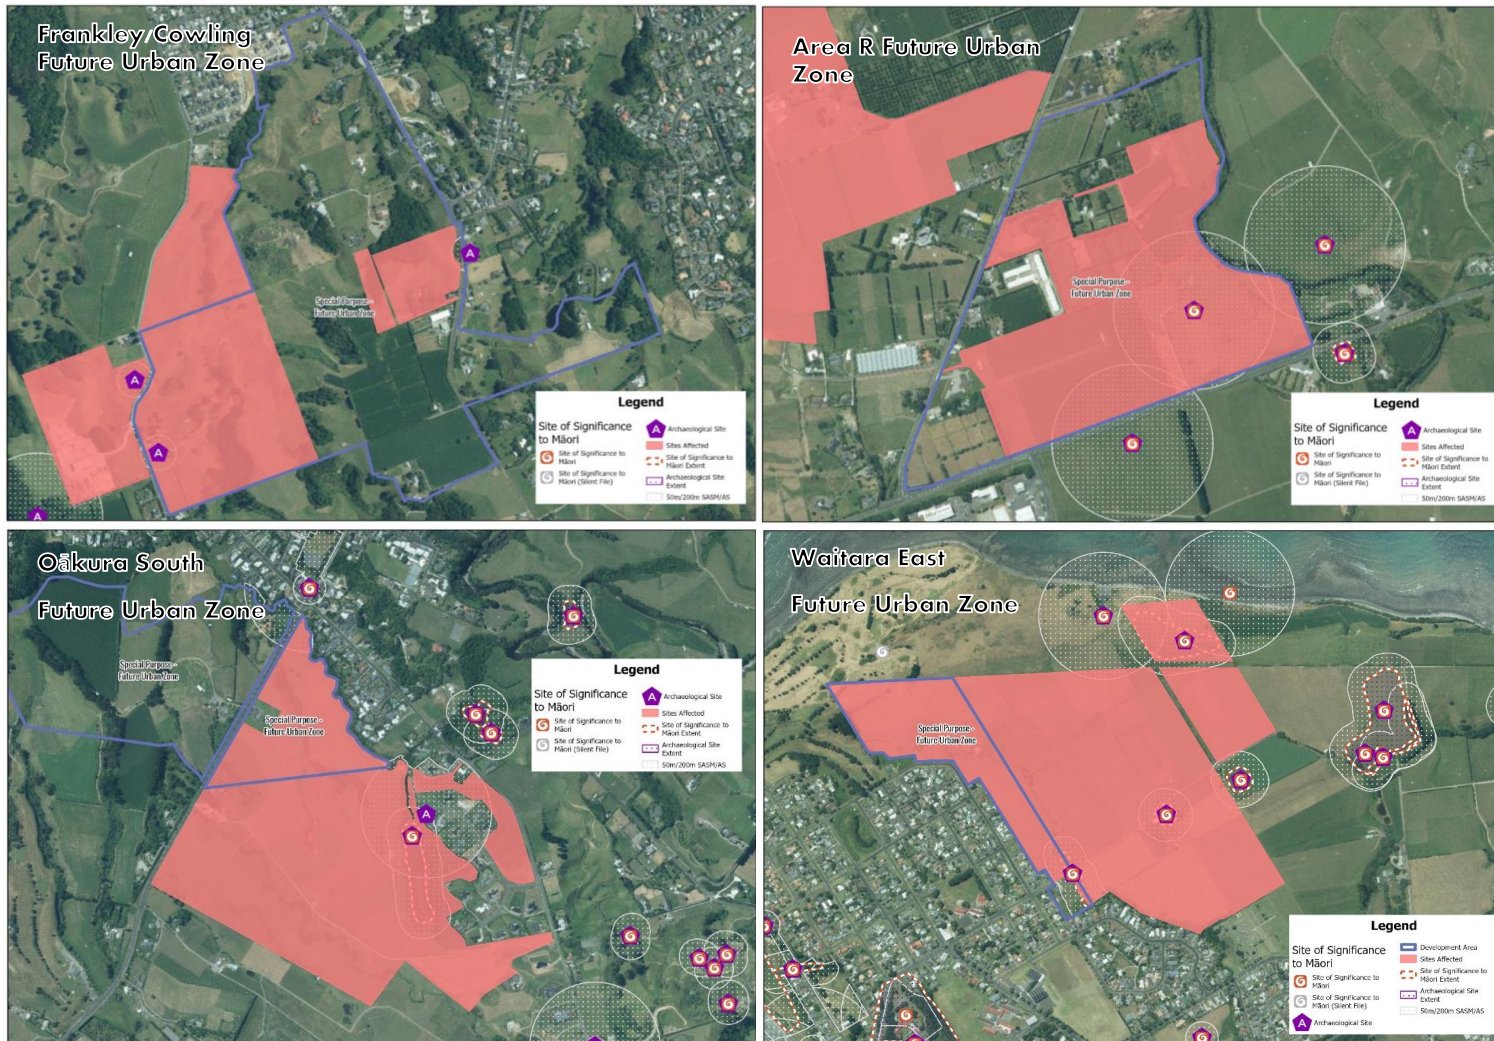 Frankley/Cowling
Future Urban Zone
Special Purpose -
Future Urban Zone
A
A
A
A
Legend
Site of Significance
to Māori
Site of Significance to
Māori
Site of Significance to
Māori (Silent File)
A Archaeological Site
Sites Affected
Site of Significance to
Māori Extent
Archaeological Site
Extent
50m/200m SASM/AS
Area R Future Urban
Zone
Special Purpose -
Future Urban Zone
Legend
Site of Significance
to Māori
Site of Significance to
Māori
Site of Significance to
Māori (Silent File)
A Archaeological Site
Sites Affected
Site of Significance to
Māori Extent
Archaeological Site
Extent
50m/200m SASM/AS
Oākura South
Future Urban Zone
Special Purpose -
Future Urban Zone
Special Purpose -
Future Urban Zone
A
Legend
Site of Significance
to Māori
Site of Significance to
Māori
Site of Significance to
Māori (Silent File)
A Archaeological Site
Sites Affected
Site of Significance to
Māori Extent
Archaeological Site
Extent
50m/200m SASM/AS
Waitara East
Future Urban Zone
Special Purpose -
Future Urban Zone
Legend
Site of Significance
to Māori
Site of Significance to
Māori
Site of Significance to
Māori (Silent File)
A Archaeological Site
Development Area
Sites Affected
Site of Significance to
Māori Extent
Archaeological Site
Extent
50m/200m SASM/AS